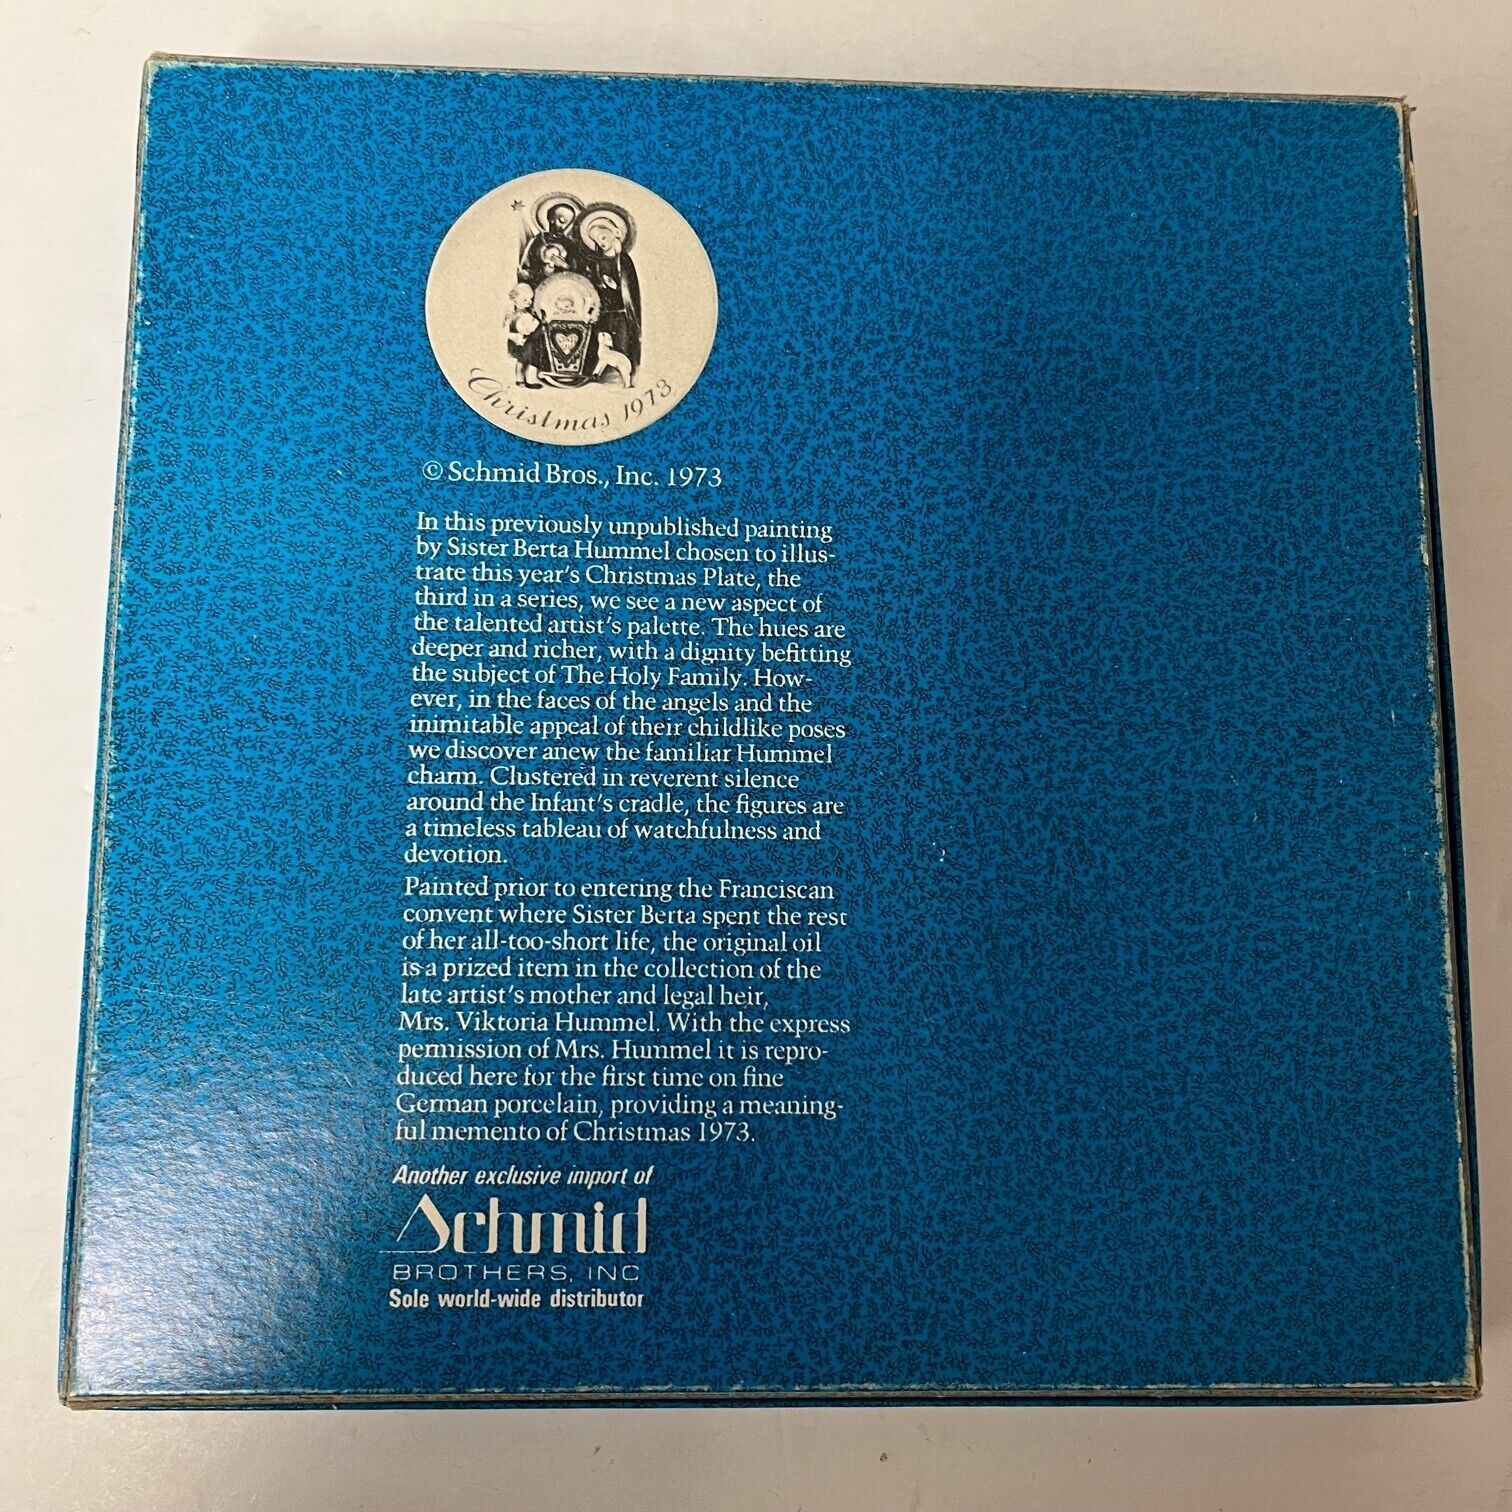 Christmas 1973
© Schmid Bros., Inc. 1973
In this previously unpublished painting
by Sister Berta Hummel chosen to illus-
trate this year's Christmas Plate, the
third in a series, we see a new aspect of
the talented artist's palette. The hues are
deeper and richer, with a dignity befitting
the subject of The Holy Family. How-
ever, in the faces of the angels and the
inimitable appeal of their childlike poses
we discover anew the familiar Hummel
charm. Clustered in reverent silence
around the Infant's cradle, the figures are
a timeless tableau of watchfulness and
devotion.
Painted prior to entering the Franciscan
convent where Sister Berta spent the rest
of her all-too-short life, the original oil
is a prized item in the collection of the
late artist's mother and legal heir,
Mrs. Viktoria Hummel. With the express
permission of Mrs. Hummel it is repro-
duced here for the first time on fine
German porcelain, providing a meaning-
ful memento of Christmas 1973.
Another exclusive import of
Schmid
BROTHERS, INC
Sole world-wide distributor